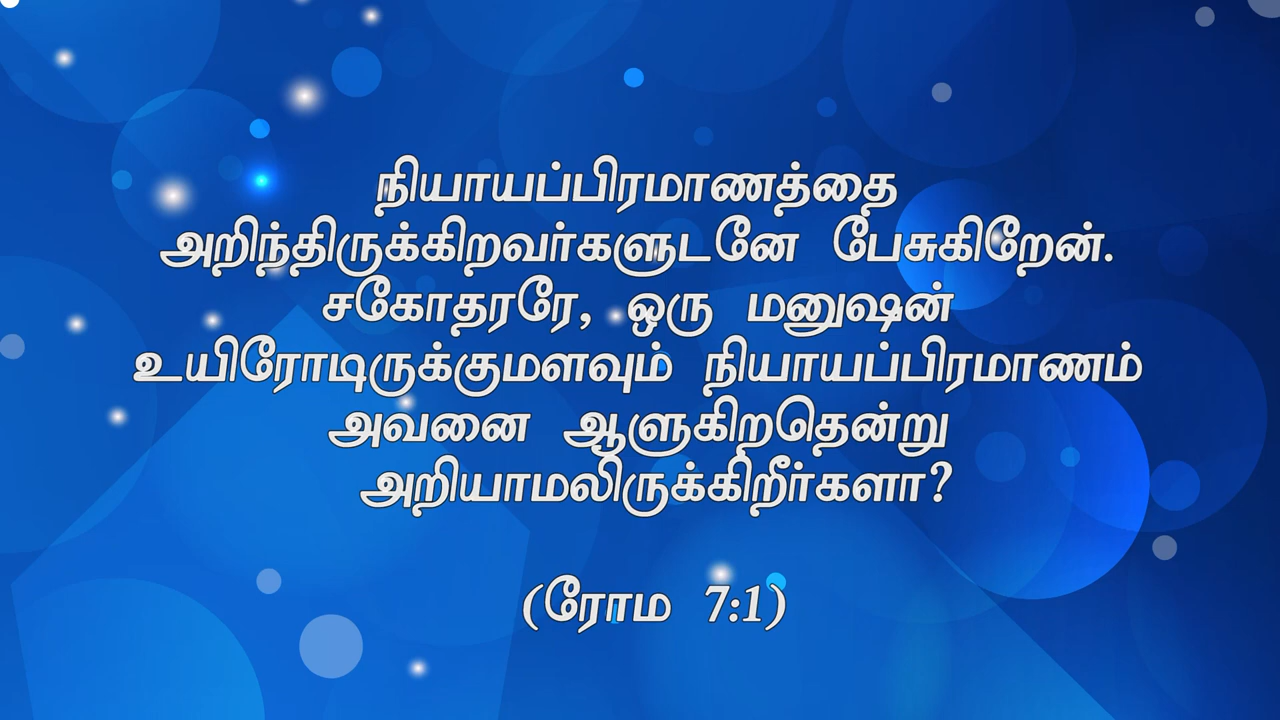 நியாயப்பிரமாணத்தை
அறிந்திருக்கிறவர்களுடனே பேசுகிறேன்.
சகோதரரே, ஒரு மனுஷன்
உயிரோடிருக்குமளவும் நியாயப்பிரமாணம்
அவனை ஆளுகிறதென்று
அறியாமலிருக்கிறீர்களா?
(ரோம 7:1)